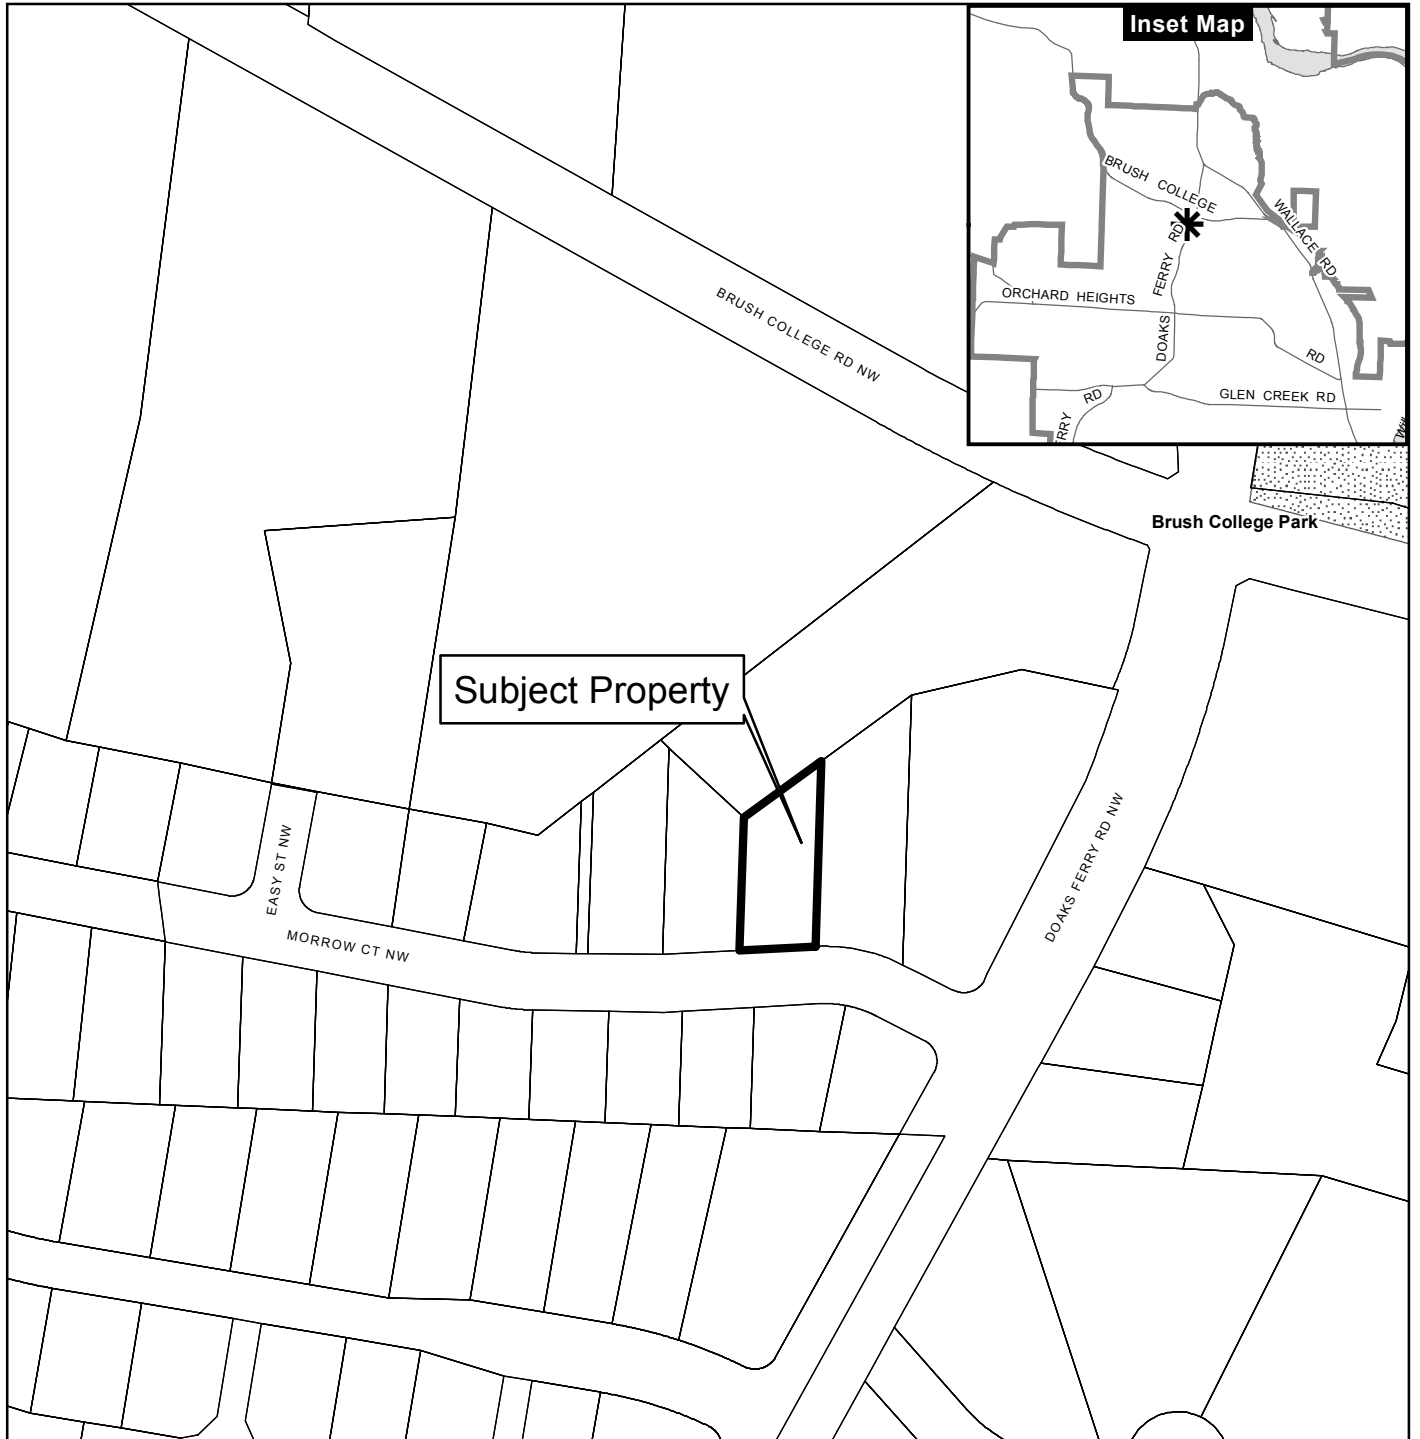 Inset Map
BRUSH COLLEGE
WALLACE RD
DOAKS FERRY RD
ORCHARD HEIGHTS
RD
GLEN CREEK RD
RD
BRUSH COLLEGE RD NW
Brush College Park
Subject Property
EASY ST NW
MORROW CT NW
DOAKS FERRY RD NW